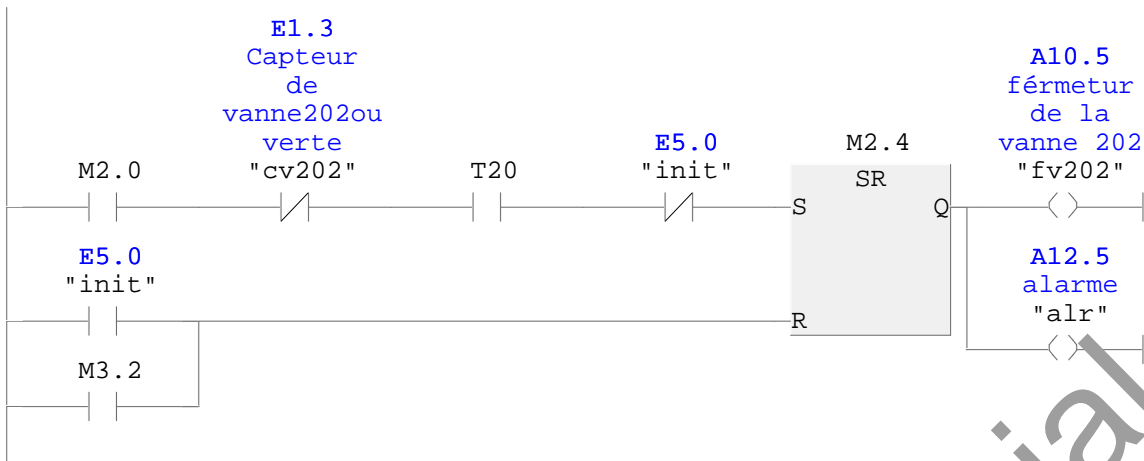 E1.3
Capteur
de
vanne202ou
verte
"cv202"
M2.0
T20
E5.0
"init"
M2.4
SR
S
Q
R
A10.5
férmetur
de la
vanne 202
"fv202"
E5.0
"init"
M3.2
A12.5
alarme
"alr"
ial